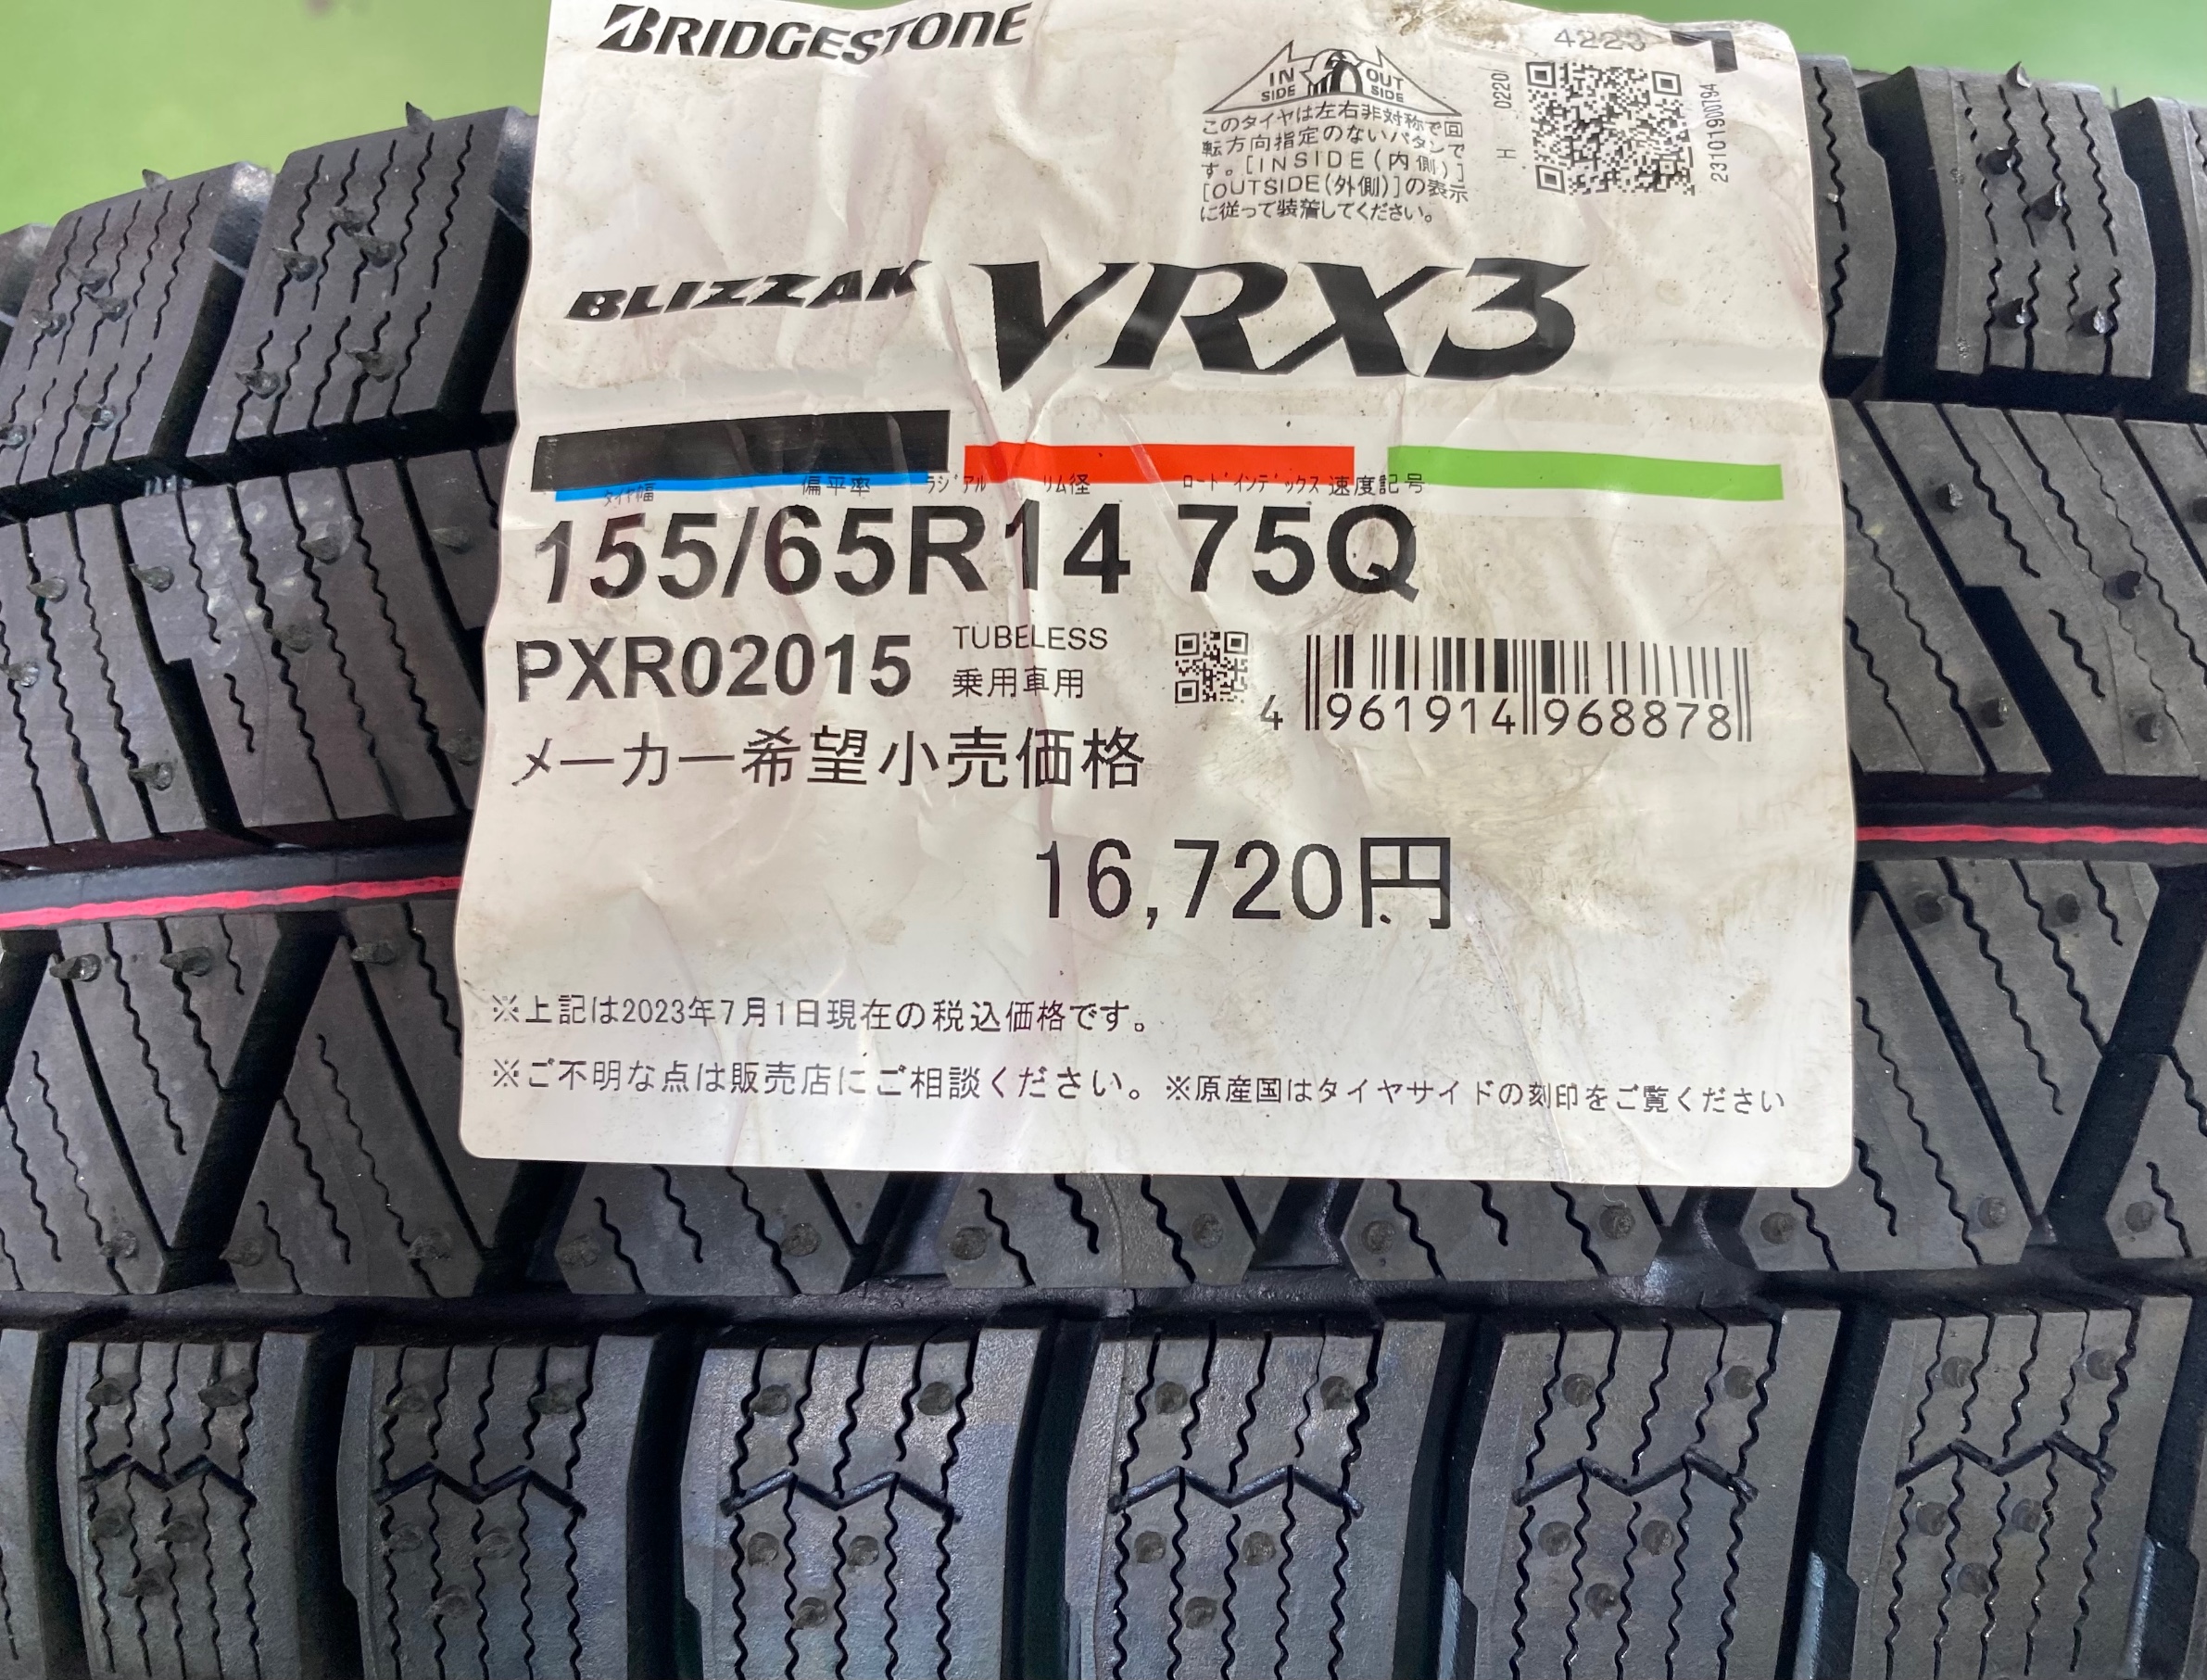 BRIDGESTONE
4223
IN SIDE OUT SIDE
H 0220
23101900794
このタイヤは左右非対称で回
転方向指定のないパタンで
す。[INSIDE(内側)]
[OUTSIDE(外側)]の表示
に従って装着してください。
BLIZZAK VRX3
タイヤ幅 偏平率 ラジアル リム径 ロードインデックス 速度記号
155/65R14 75Q
PXR02015
TUBELESS
乗用車用
4 961914 968878
メーカー希望小売価格
16,720円
※上記は2023年7月1日現在の税込価格です。
※ご不明な点は販売店にご相談ください。※原産国はタイヤサイドの刻印をご覧ください